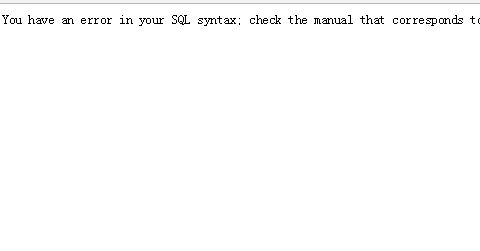 You have an error in your SQL syntax; check the manual that corresponds to